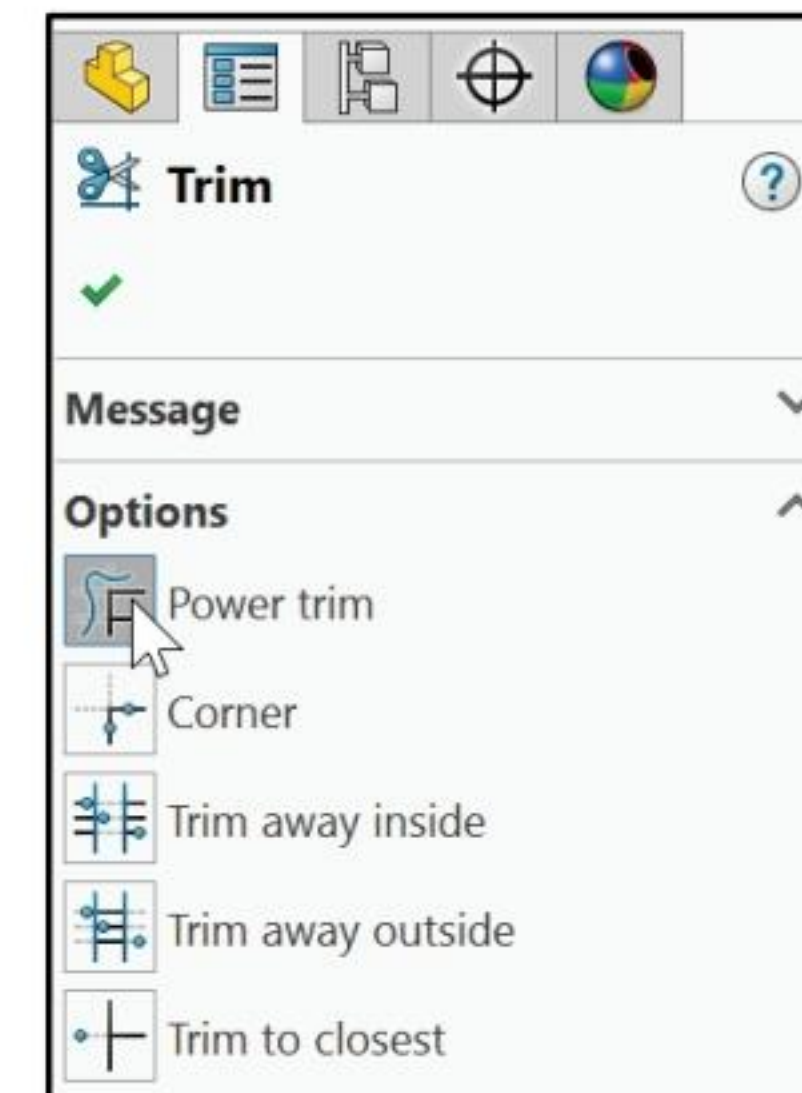 Trim
?
Message
Options
Power trim
Corner
Trim away inside
Trim away outside
Trim to closest